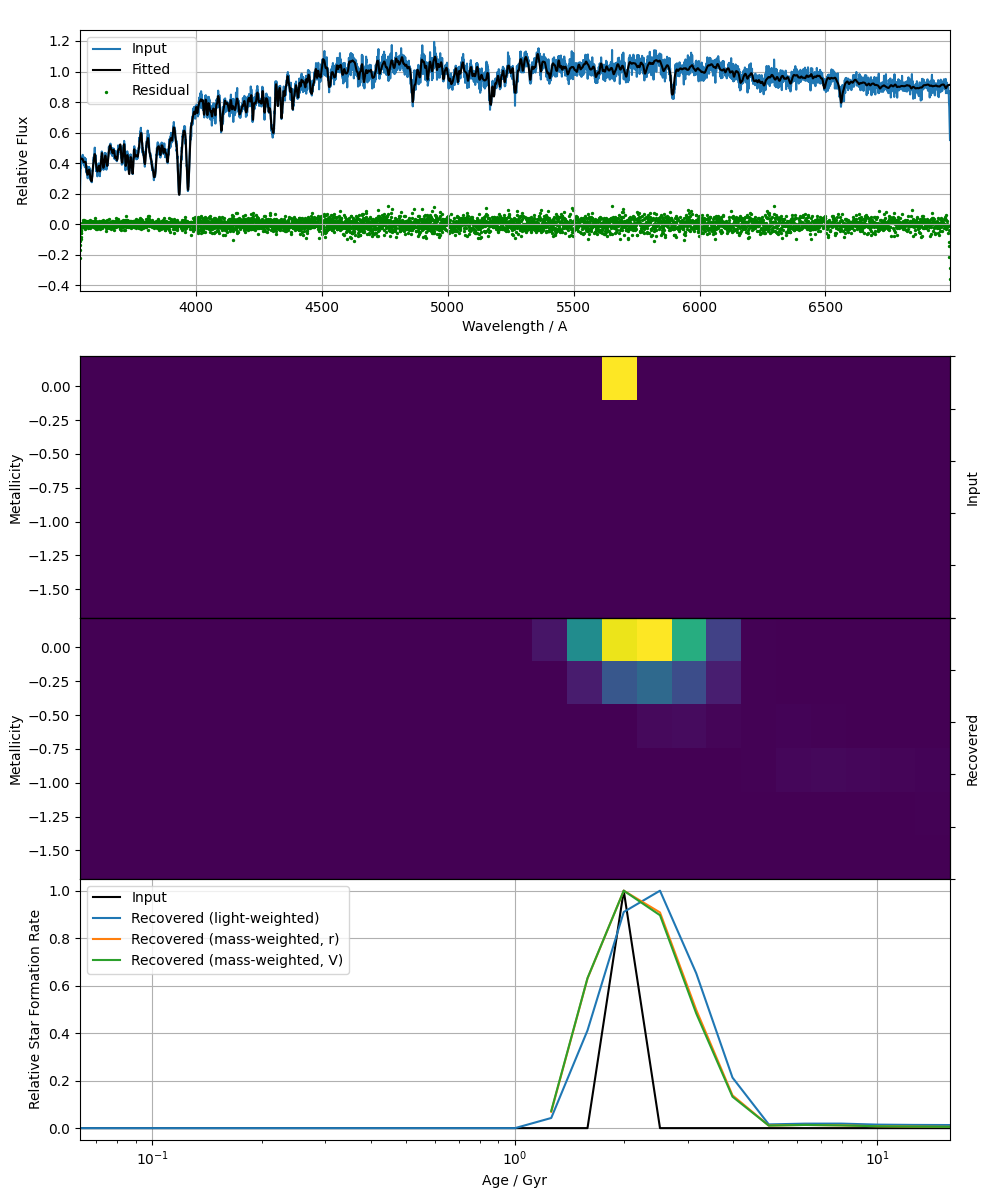 Input
Fitted
Residual
1.2
1.0
0.8
0.6
0.4
0.2
0.0
−0.2
−0.4
Relative Flux
4000 4500 5000 5500 6000 6500
Wavelength / A
0.00
−0.25
−0.50
−0.75
−1.00
−1.25
−1.50
Metallicity
Input
0.00
−0.25
−0.50
−0.75
−1.00
−1.25
−1.50
Metallicity
Recovered
Input
Recovered (light-weighted)
Recovered (mass-weighted, r)
Recovered (mass-weighted, V)
1.0
0.8
0.6
0.4
0.2
0.0
Relative Star Formation Rate
10⁻¹ 10⁰ 10¹
Age / Gyr